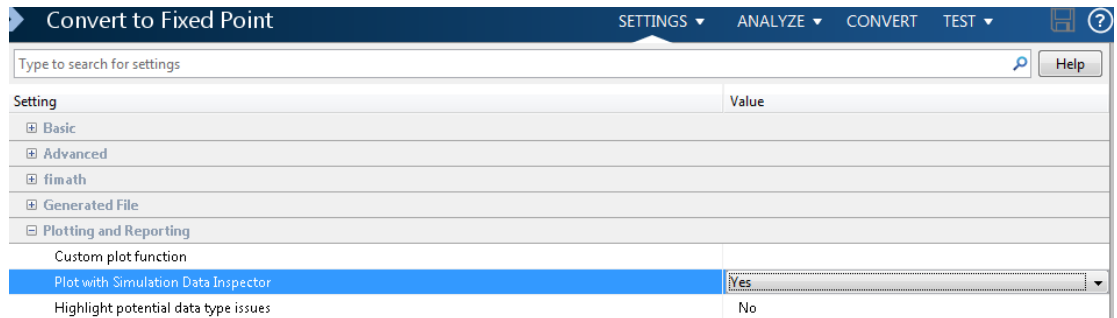 Convert to Fixed Point SETTINGS ANALYZE CONVERT TEST
Type to search for settings Help
Setting Value
Basic
Advanced
fimath
Generated File
Plotting and Reporting
Custom plot function
Plot with Simulation Data Inspector Yes
Highlight potential data type issues No